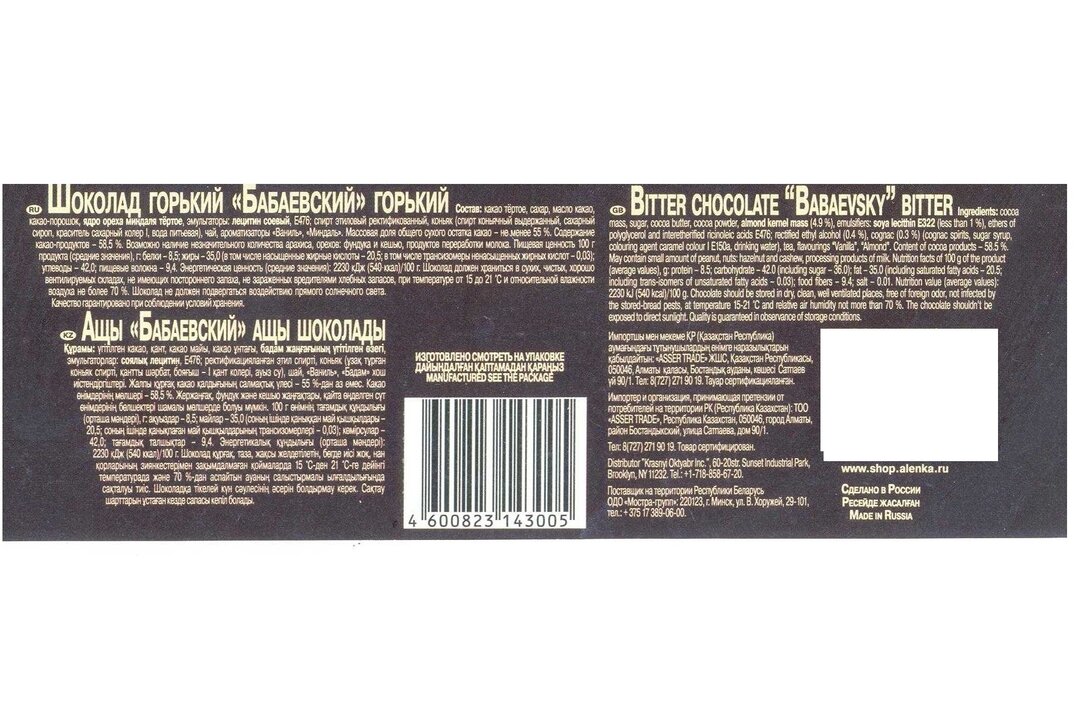 RU ШОКОЛАД ГОРЬКИЙ «БАБАЕВСКИЙ» ГОРЬКИЙ Состав: какао тёртое, сахар, масло какао,
какао-порошок, ядро ореха миндаля тёртое, эмульгаторы: лецитин соевый, Е476; спирт этиловый ректификованный, коньяк (спирт коньячный выдержанный, сахарный
сироп, краситель сахарный колер I, вода питьевая), чай, ароматизаторы «Ваниль», «Миндаль». Массовая доля общего сухого остатка какао – не менее 55 %. Содержание
какао-продуктов – 58,5 %. Возможно наличие незначительного количества арахиса, орехов: фундука и кешью, продуктов переработки молока. Пищевая ценность 100 г
продукта (средние значения), г: белки – 8,5; жиры – 35,0 (в том числе насыщенные жирные кислоты – 20,5; в том числе трансизомеры ненасыщенных жирных кислот – 0,03);
углеводы – 42,0; пищевые волокна – 9,4. Энергетическая ценность (средние значения): 2230 кДж (540 ккал)/100 г. Шоколад должен храниться в сухих, чистых, хорошо
вентилируемых складах, не имеющих постороннего запаха, не зараженных вредителями хлебных запасов, при температуре от 15 до 21 °С и относительной влажности
воздуха не более 70 %. Шоколад не должен подвергаться воздействию прямого солнечного света.
Качество гарантировано при соблюдении условий хранения.
KZ АЩЫ «БАБАЕВСКИЙ» АЩЫ ШОКОЛАДЫ
Құрамы: үгітілген какао, қант, какао майы, какао ұнтағы, бадам жаңғағының үгітілген өзегі,
эмульгаторлар: соялық лецитин, Е476; ректификацияланған этил спирті, коньяк (ұзақ тұрған
коньяк спирті, қантты шәрбат, бояғыш – I қант колері, ауыз су), шай, «Ваниль», «Бадам» хош
иістендіргіштері. Жалпы құрғақ какао қалдығының салмақтық үлесі – 55 %-дан аз емес. Какао
өнімдерінің мөлшері – 58,5 %. Жержаңғақ, фундук және кешью жаңғақтары, қайта өңделген сүт
өнімдерінің бөлшектері шамалы мөлшерде болуы мүмкін. 100 г өнімнің тағамдық құндылығы
(орташа мәндері), г: ақуыздар – 8,5; майлар – 35,0 (соның ішінде қаныққан май қышқылдары –
20,5; соның ішінде қанықпаған май қышқылдарының трансизомерлері – 0,03); көмірсулар –
42,0; тағамдық талшықтар – 9,4. Энергетикалық құндылығы (орташа мәндері):
2230 кДж (540 ккал)/100 г. Шоколад құрғақ, таза, жақсы желдетілетін, бөгде иісі жоқ, нан
қорларының зиянкестерімен зақымдалмаған қоймаларда 15 °С-ден 21 °С-ге дейінгі
температурада және 70 %-дан аспайтын ауаның салыстырмалы ылғалдылығында
сақталуы тиіс. Шоколадқа тікелей күн сәулесінің әсерін болдырмау керек. Сақтау
шарттарын ұстаған кезде сапасы кепіл болады.
ИЗГОТОВЛЕНО СМОТРЕТЬ НА УПАКОВКЕ
ДАЙЫНДАЛҒАН ҚАПТАМАДАН ҚАРАҢЫЗ
MANUFACTURED SEE THE PACKAGE
4 600823 143005
GB BITTER CHOCOLATE “BABAEVSKY” BITTER Ingredients: cocoa
mass, sugar, cocoa butter, cocoa powder, almond kernel mass (4.9 %), emulsifiers: soya lecithin E322 (less than 1 %), ethers of
polyglycerol and interetherified ricinoleic acids E476; rectified ethyl alcohol (0.4 %), cognac (0.3 %) (cognac spirits, sugar syrup,
colouring agent caramel colour I E150a, drinking water), tea, flavourings “Vanilla”, “Almond”. Content of cocoa products – 58.5 %.
May contain small amount of peanut, nuts: hazelnut and cashew, processing products of milk. Nutrition facts of 100 g of the product
(average values), g: protein – 8.5; carbohydrate – 42.0 (including sugar – 36.0); fat – 35.0 (including saturated fatty acids – 20.5;
including trans-isomers of unsaturated fatty acids – 0.03); food fibers – 9.4; salt – 0.01. Nutrition value (average values):
2230 kJ (540 kcal)/100 g. Chocolate should be stored in dry, clean, well ventilated places, free of foreign odor, not infected by
the stored-bread pests, at temperature 15-21 °C and relative air humidity not more than 70 %. The chocolate shouldn't be
exposed to direct sunlight. Quality is guaranteed in observance of storage conditions.
Импортшы мен мекеме ҚР (Қазақстан Республика)
аумағындағы тұтынушылардың өнімге наразылықтарын
қабылдайтын: «ASSER TRADE» ЖШС, Қазақстан Республикасы,
050046, Алматы қаласы, Бостандық ауданы, көшесі Сатпаев
үй 90/1. Тел: 8(727) 271 90 19. Тауар сертификацияланған.
Импортер и организация, принимающая претензии от
потребителей на территории РК (Республика Казахстан): ТОО
«ASSER TRADE», Республика Казахстан, 050046, город Алматы,
район Бостандыкский, улица Сатпаева, дом 90/1.
Тел: 8(727) 271 90 19. Товар сертифицирован.
Distributor “Krasnyi Oktyabr Inc.”, 60-20str. Sunset Industrial Park,
Brooklyn, NY 11232. Tel.: +1-718-858-67-20.
Поставщик на территории Республики Беларусь
ОДО «Мостра-групп»: 220123, г. Минск, ул. В. Хоружей, 29-101,
тел.: + 375 17 389-06-00.
www.shop.alenka.ru
СДЕЛАНО В РОССИИ
РЕСЕЙДЕ ЖАСАЛҒАН
MADE IN RUSSIA